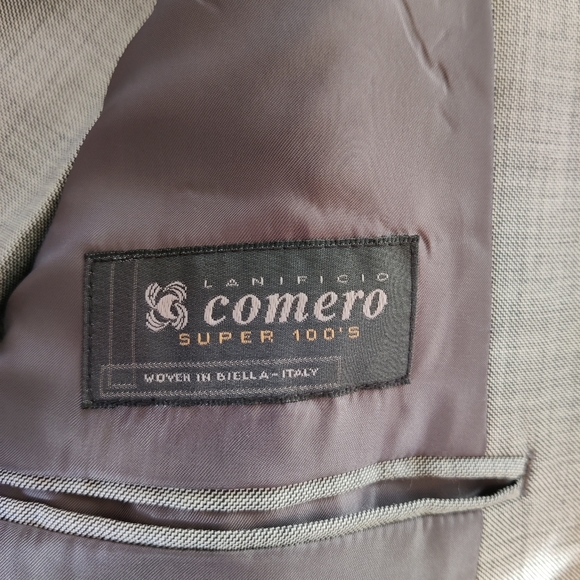 LANIFICIO
comero
SUPER 100'S
WOVEN IN BIELLA-ITALY